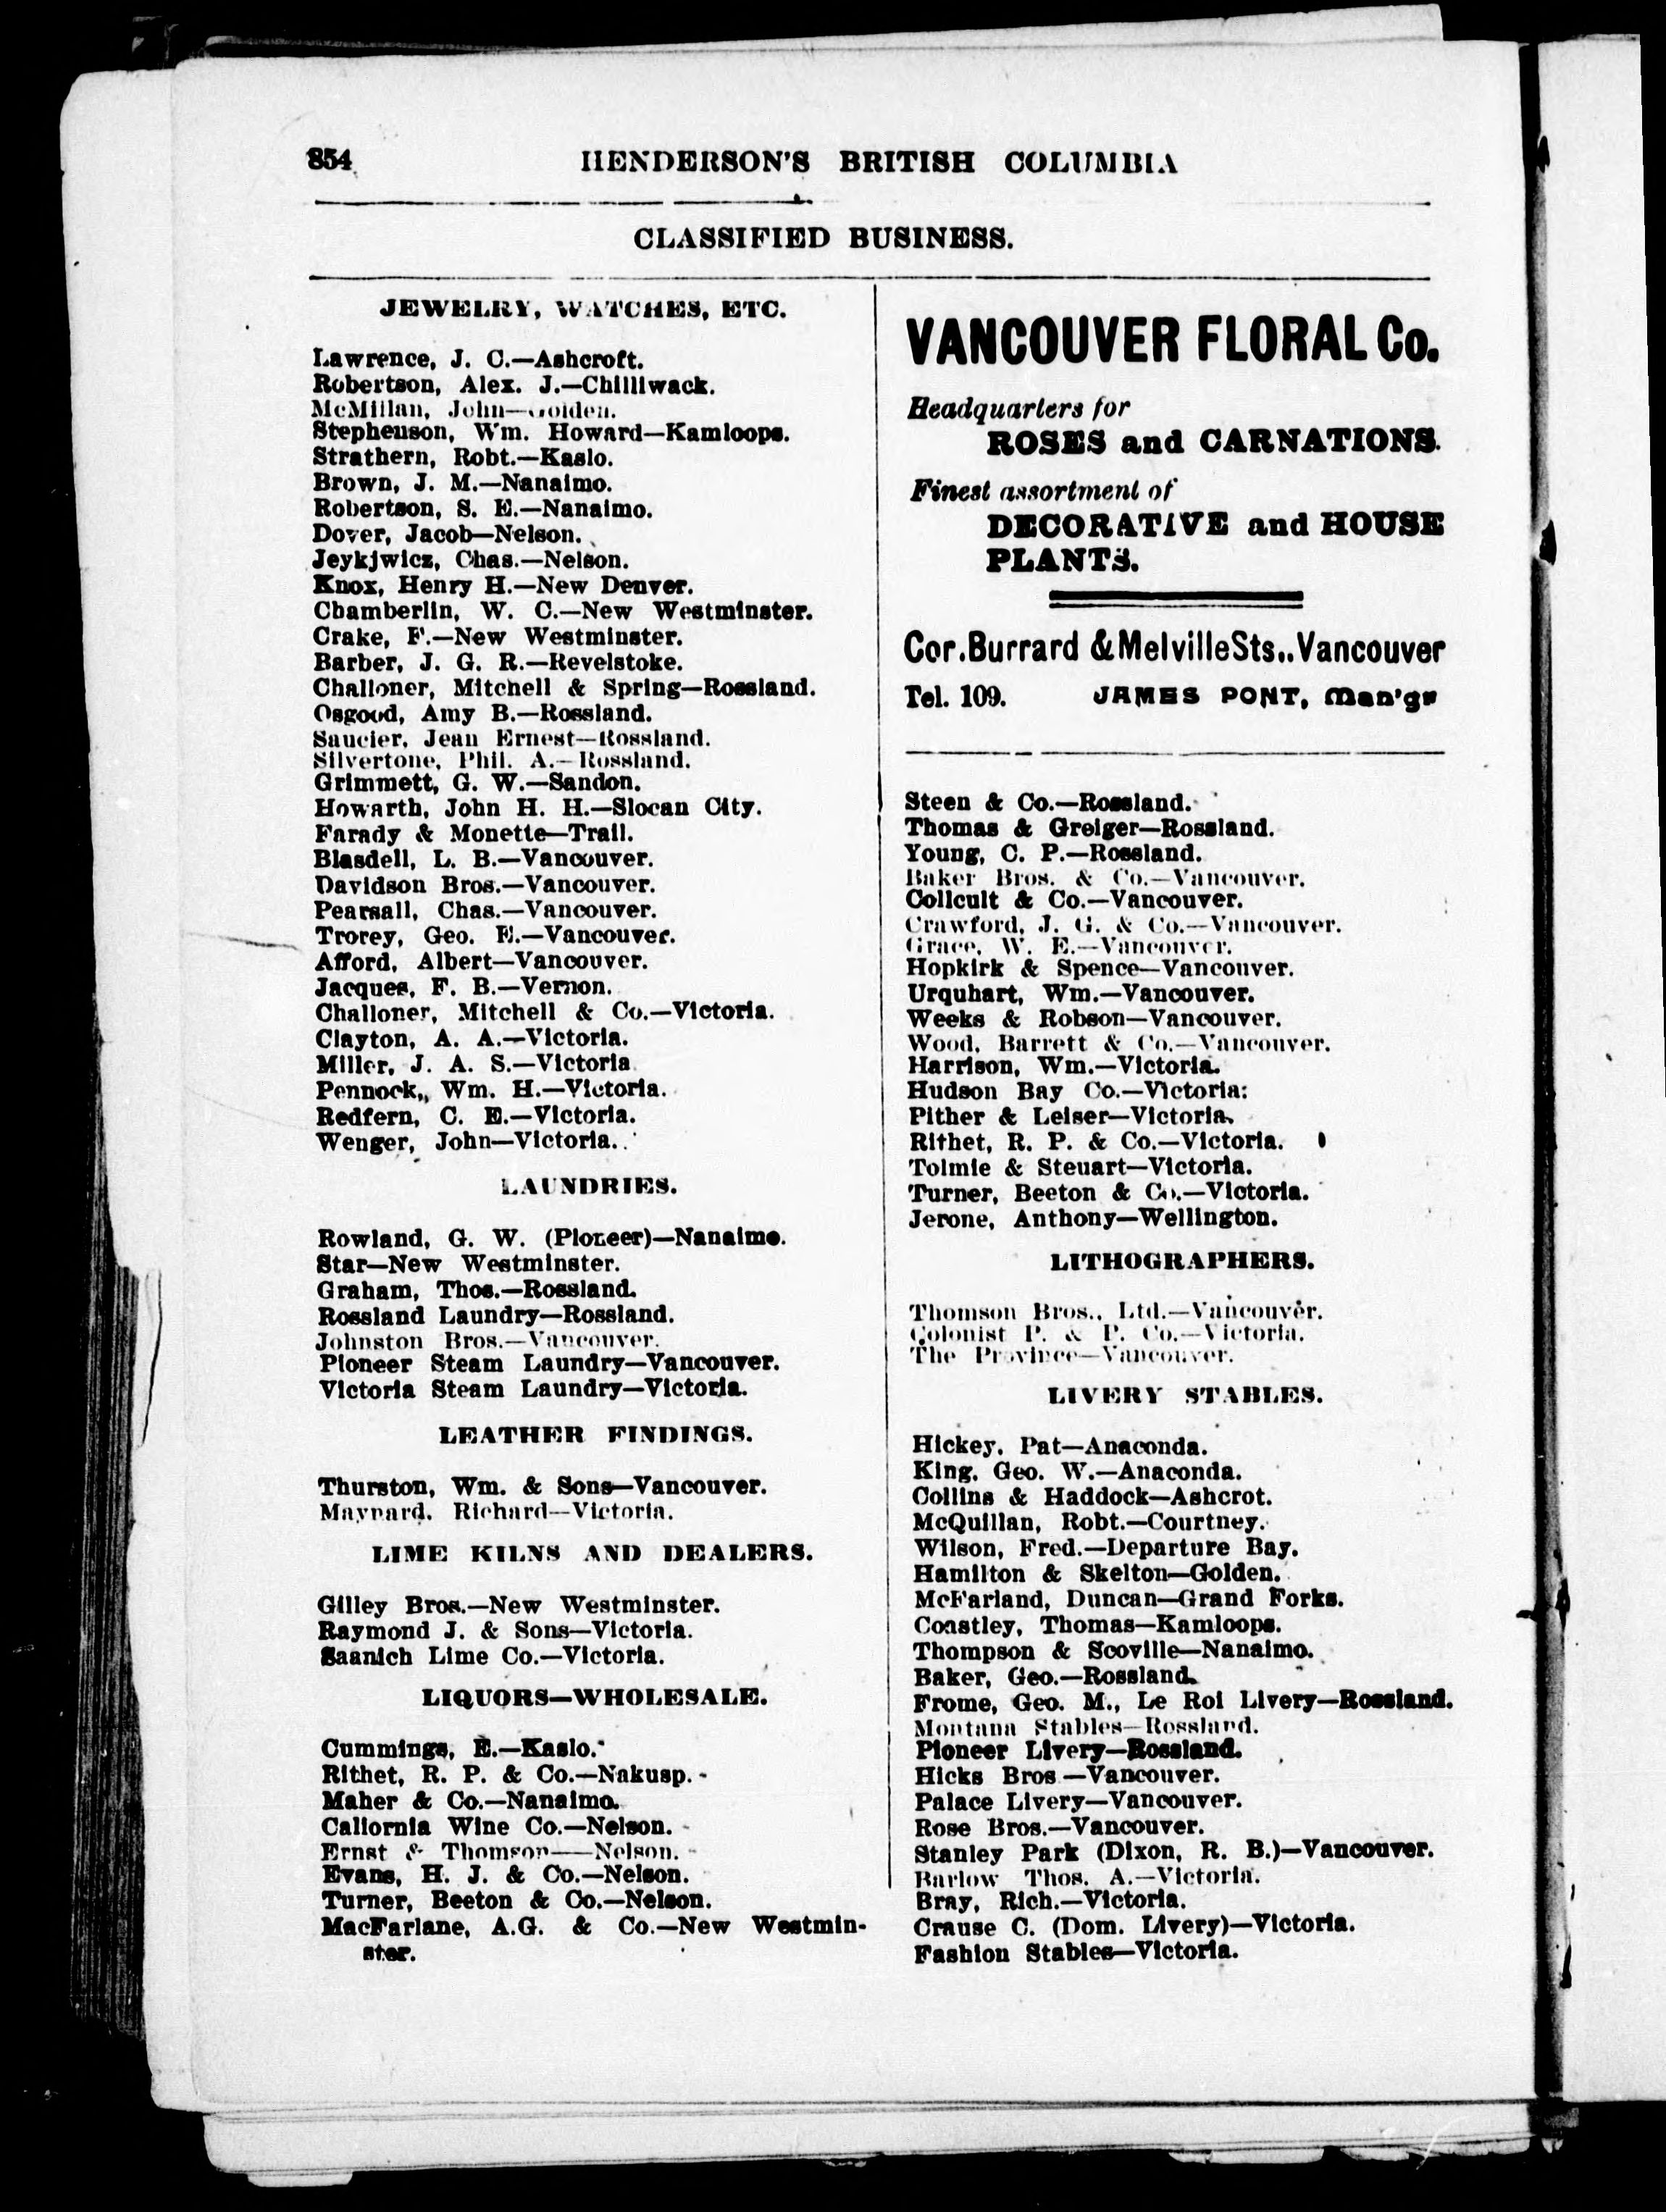 854
HENDERSON'S BRITISH COLUMBIA
CLASSIFIED BUSINESS.
JEWELRY, WATCHES, ETC.
Lawrence, J. C.—Ashcroft.
Robertson, Alex. J.—Chilliwack.
McMillan, John—Golden.
Stephenson, Wm. Howard—Kamloops.
Strathern, Robt.—Kaslo.
Brown, J. M.—Nanaimo.
Robertson, S. E.—Nanaimo.
Dover, Jacob—Nelson.
Jeykjwicz, Chas.—Nelson.
Knox, Henry H.—New Denver.
Chamberlin, W. C.—New Westminster.
Crake, F.—New Westminster.
Barber, J. G. R.—Revelstoke.
Challoner, Mitchell & Spring—Rossland.
Osgood, Amy B.—Rossland.
Saucier, Jean Ernest—Rossland.
Silvertone, Phil. A.—Rossland.
Grimmett, G. W.—Sandon.
Howarth, John H. H.—Slocan City.
Farady & Monette—Trail.
Blasdell, L. B.—Vancouver.
Davidson Bros.—Vancouver.
Pearsall, Chas.—Vancouver.
Trorey, Geo. E.—Vancouver.
Afford, Albert—Vancouver.
Jacques, F. B.—Vernon.
Challoner, Mitchell & Co.—Victoria.
Clayton, A. A.—Victoria.
Miller, J. A. S.—Victoria
Pennock,, Wm. H.—Victoria.
Redfern, C. E.—Victoria.
Wenger, John—Victoria.
LAUNDRIES.
Rowland, G. W. (Pioneer)—Nanaimo.
Star—New Westminster.
Graham, Thos.—Rossland.
Rossland Laundry—Rossland.
Johnston Bros.—Vancouver.
Pioneer Steam Laundry—Vancouver.
Victoria Steam Laundry—Victoria.
LEATHER FINDINGS.
Thurston, Wm. & Sons—Vancouver.
Maynard, Richard—Victoria.
LIME KILNS AND DEALERS.
Gilley Bros.—New Westminster.
Raymond J. & Sons—Victoria.
Saanich Lime Co.—Victoria.
LIQUORS—WHOLESALE.
Cummings, E.—Kaslo.
Rithet, R. P. & Co.—Nakusp.
Maher & Co.—Nanaimo.
Caliornia Wine Co.—Nelson.
Ernst & Thomson——Nelson.
Evans, H. J. & Co.—Nelson.
Turner, Beeton & Co.—Nelson.
MacFarlane, A.G. & Co.—New Westmin-
ster.
VANCOUVER FLORAL Co.
Headquarters for
ROSES and CARNATIONS.
Finest assortment of
DECORATIVE and HOUSE
PLANTS.
Cor. Burrard & Melville Sts., Vancouver
Tel. 109. JAMES PONT, Man'gr
Steen & Co.—Rossland.
Thomas & Greiger—Rossland.
Young, C. P.—Rossland.
Baker Bros. & Co.—Vancouver.
Collcult & Co.—Vancouver.
Crawford, J. G. & Co.—Vancouver.
Grace, W. E.—Vancouver.
Hopkirk & Spence—Vancouver.
Urquhart, Wm.—Vancouver.
Weeks & Robson—Vancouver.
Wood, Barrett & Co.—Vancouver.
Harrison, Wm.—Victoria.
Hudson Bay Co.—Victoria:
Pither & Leiser—Victoria.
Rithet, R. P. & Co.—Victoria.
Tolmie & Steuart—Victoria.
Turner, Beeton & Co.—Victoria.
Jerone, Anthony—Wellington.
LITHOGRAPHERS.
Thomson Bros., Ltd.—Vancouver.
Colonist P. & P. Co.—Victoria.
The Province—Vancouver.
LIVERY STABLES.
Hickey, Pat—Anaconda.
King, Geo. W.—Anaconda.
Collins & Haddock—Ashcrot.
McQuillan, Robt.—Courtney.
Wilson, Fred.—Departure Bay.
Hamilton & Skelton—Golden.
McFarland, Duncan—Grand Forks.
Coastley, Thomas—Kamloops.
Thompson & Scoville—Nanaimo.
Baker, Geo.—Rossland.
Frome, Geo. M., Le Roi Livery—Rossland.
Montana Stables—Rossland.
Pioneer Livery—Rossland.
Hicks Bros—Vancouver.
Palace Livery—Vancouver.
Rose Bros.—Vancouver.
Stanley Park (Dixon, R. B.)—Vancouver.
Barlow Thos. A.—Victoria.
Bray, Rich.—Victoria.
Crause C. (Dom. Livery)—Victoria.
Fashion Stables—Victoria.